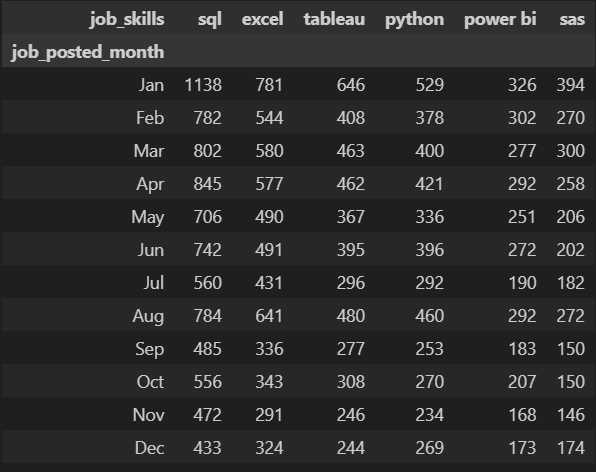 job_skills sql excel tableau python power bi sas
job_posted_month
Jan 1138 781 646 529 326 394
Feb 782 544 408 378 302 270
Mar 802 580 463 400 277 300
Apr 845 577 462 421 292 258
May 706 490 367 336 251 206
Jun 742 491 395 396 272 202
Jul 560 431 296 292 190 182
Aug 784 641 480 460 292 272
Sep 485 336 277 253 183 150
Oct 556 343 308 270 207 150
Nov 472 291 246 234 168 146
Dec 433 324 244 269 173 174